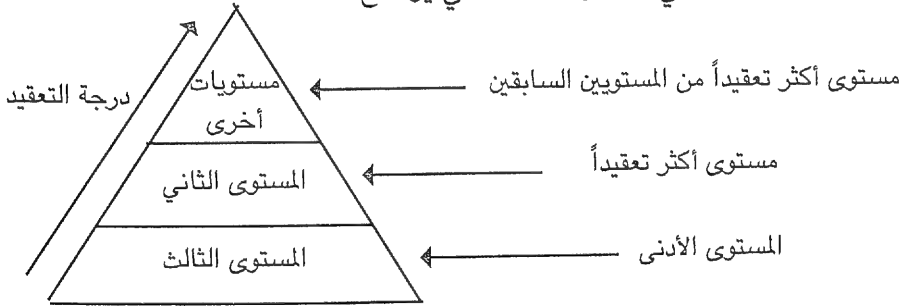 مستويات
أخرى
مستوى أكثر تعقيداً من المستويين السابقين
درجة التعقيد
المستوى الثاني
مستوى أكثر تعقيداً
المستوى الثالث
المستوى الأدنى